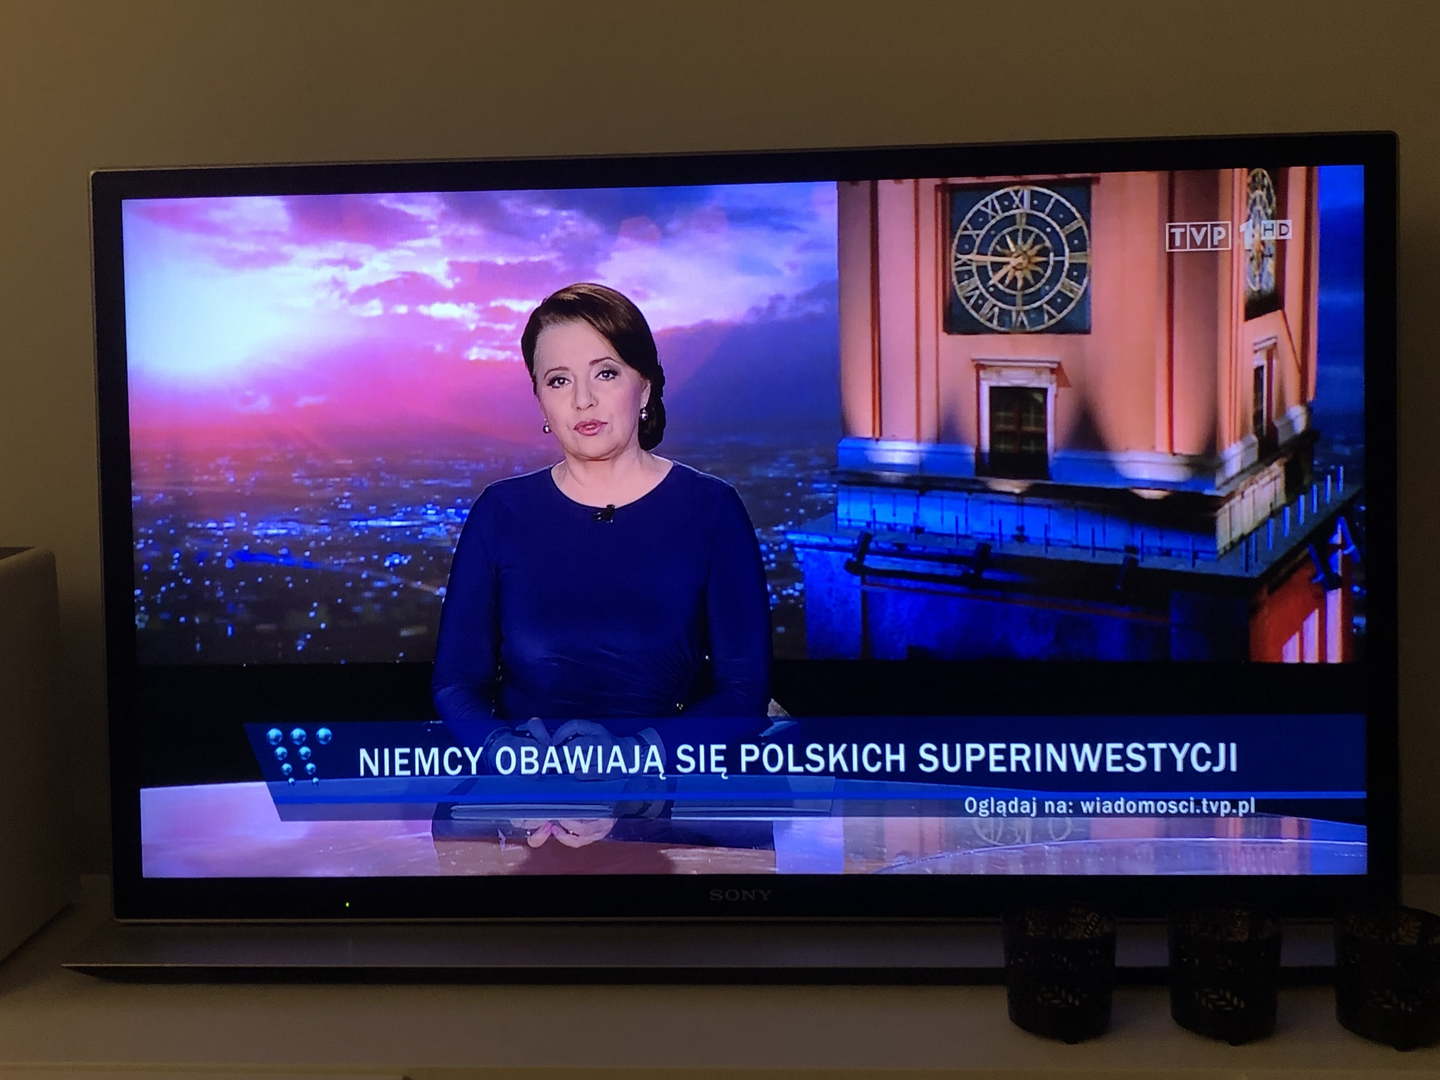 TVP 1 HD
NIEMCY OBAWIAJĄ SIĘ POLSKICH SUPERINWESTYCJI
Oglądaj na: wiadomosci.tvp.pl
SONY